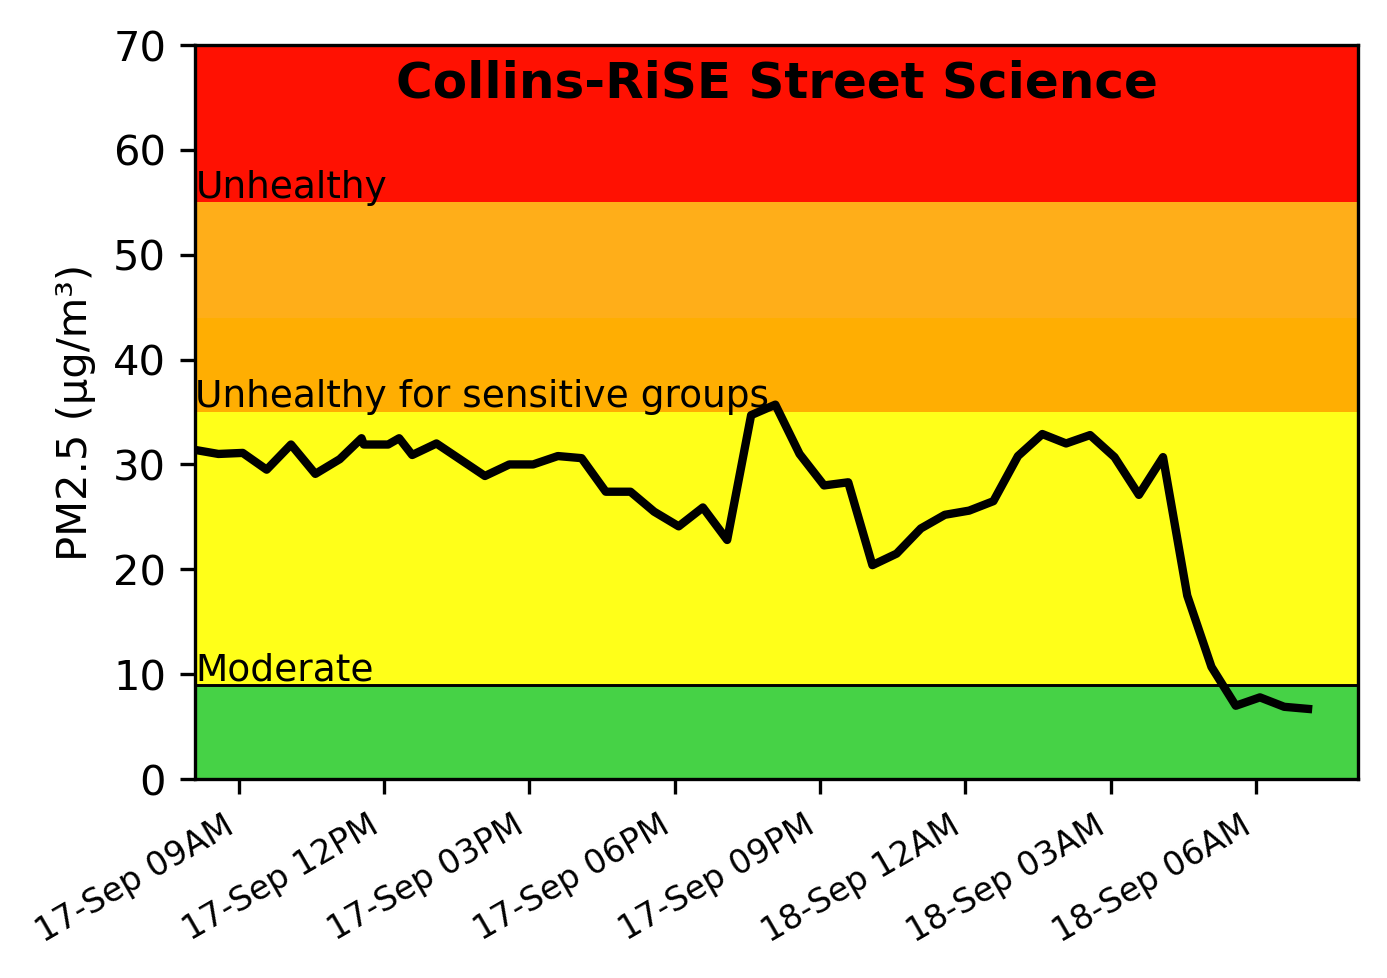 Collins-RiSE Street Science
70
60
Unhealthy
50
40
Unhealthy for sensitive groups
30
20
Moderate
10
0
PM2.5 (µg/m³)
17-Sep 09AM
17-Sep 12PM
17-Sep 03PM
17-Sep 06PM
17-Sep 09PM
18-Sep 12AM
18-Sep 03AM
18-Sep 06AM